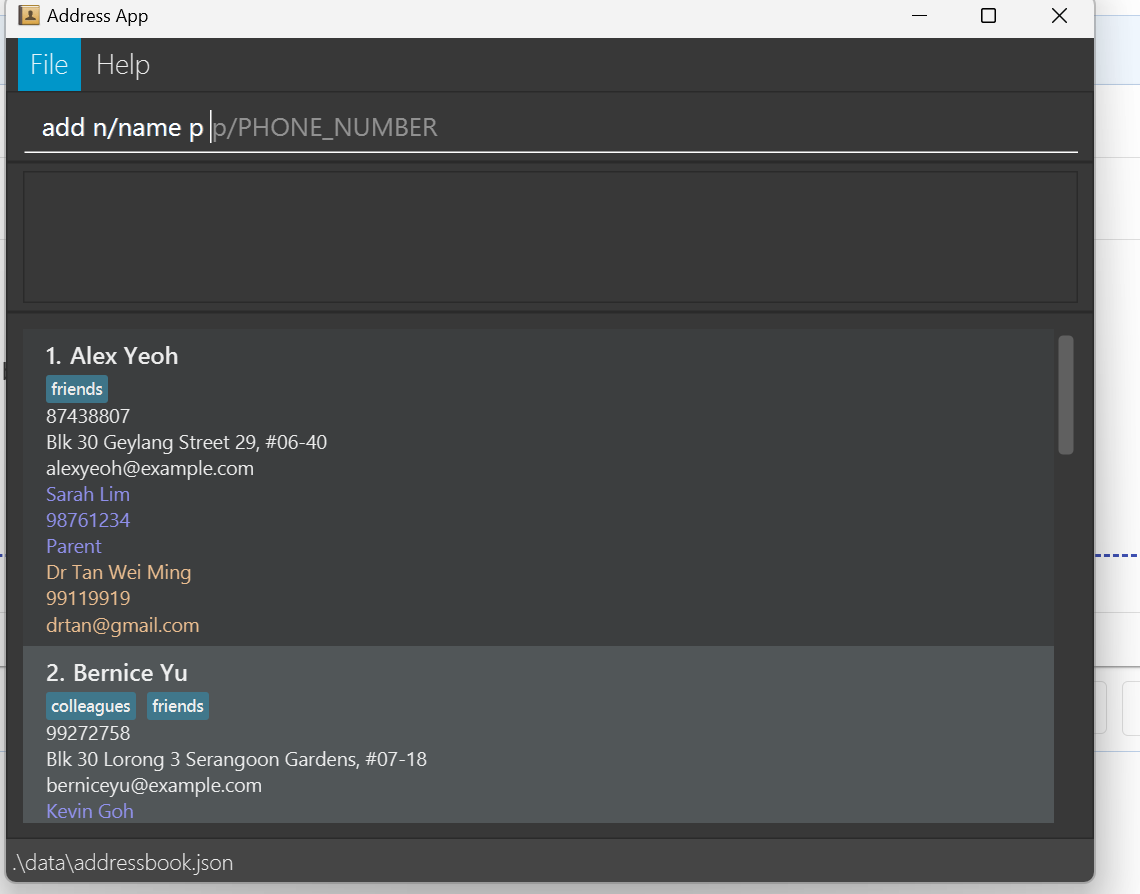 Address App
File Help
add n/name p p/PHONE_NUMBER
1. Alex Yeoh
friends
87438807
Blk 30 Geylang Street 29, #06-40
alexyeoh@example.com
Sarah Lim
98761234
Parent
Dr Tan Wei Ming
99119919
drtan@gmail.com
2. Bernice Yu
colleagues friends
99272758
Blk 30 Lorong 3 Serangoon Gardens, #07-18
berniceyu@example.com
Kevin Goh
.\data\addressbook.json